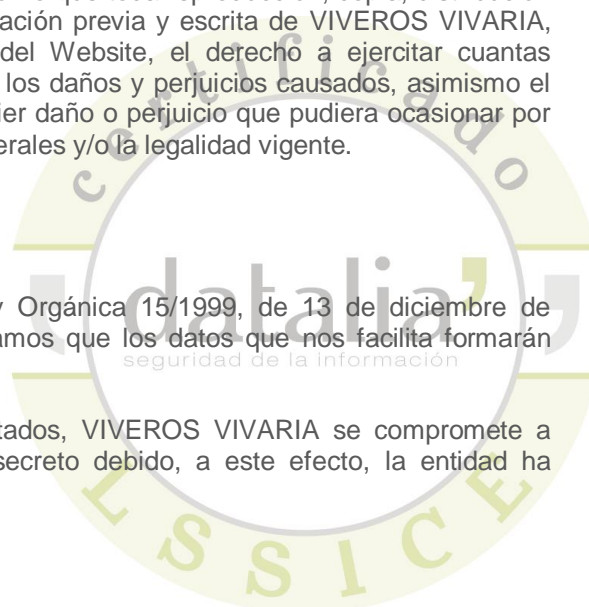 ación previa y escrita de VIVEROS VIVARIA,
del Website, el derecho a ejercitar cuantas
los daños y perjuicios causados, asimismo el
ier daño o perjuicio que pudiera ocasionar por
erales y/o la legalidad vigente.
certificado
y Orgánica 15/1999, de 13 de diciembre de
amos que los datos que nos facilita formarán
datalia
seguridad de la información
tados, VIVEROS VIVARIA se compromete a
secreto debido, a este efecto, la entidad ha
LSSICE